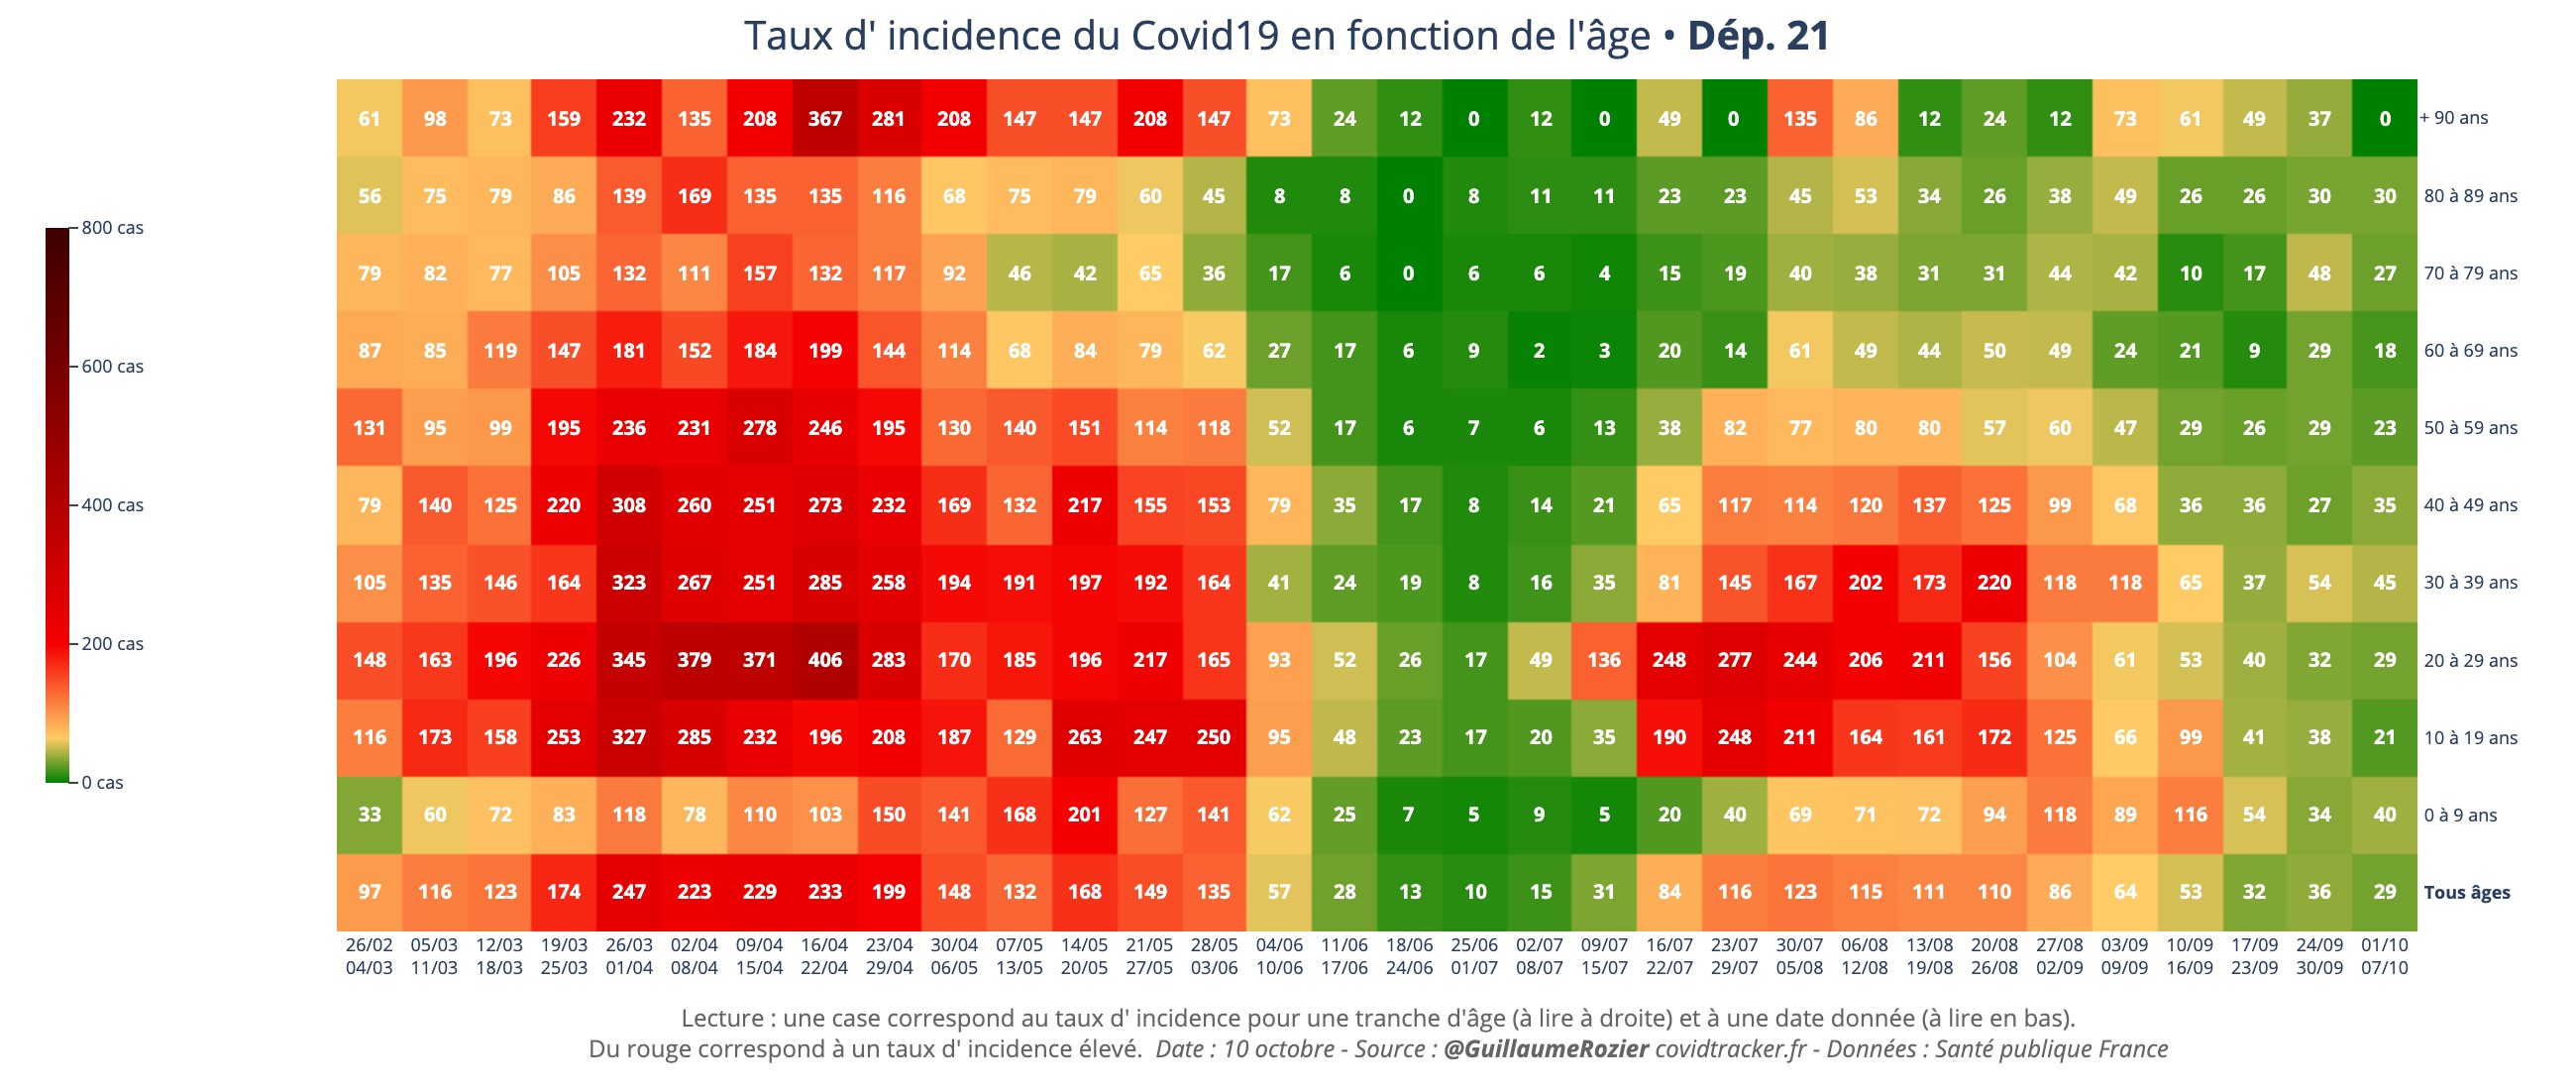 Taux d' incidence du Covid19 en fonction de l'âge • Dép. 21
800 cas
600 cas
400 cas
200 cas
0 cas
61 98 73 159 232 135 208 367 281 208 147 147 208 147 73 24 12 0 12 0 49 0 135 86 12 24 12 73 61 49 37 0 + 90 ans
56 75 79 86 139 169 135 135 116 68 75 79 60 45 8 8 0 8 11 11 23 23 45 53 34 26 38 49 26 26 30 30 80 à 89 ans
79 82 77 105 132 111 157 132 117 92 46 42 65 36 17 6 0 6 6 4 15 19 40 38 31 31 44 42 10 17 48 27 70 à 79 ans
87 85 119 147 181 152 184 199 144 114 68 84 79 62 27 17 6 9 2 3 20 14 61 49 44 50 49 24 21 9 29 18 60 à 69 ans
131 95 99 195 236 231 278 246 195 130 140 151 114 118 52 17 6 7 6 13 38 82 77 80 80 57 60 47 29 26 29 23 50 à 59 ans
79 140 125 220 308 260 251 273 232 169 132 217 155 153 79 35 17 8 14 21 65 117 114 120 137 125 99 68 36 36 27 35 40 à 49 ans
105 135 146 164 323 267 251 285 258 194 191 197 192 164 41 24 19 8 16 35 81 145 167 202 173 220 118 118 65 37 54 45 30 à 39 ans
148 163 196 226 345 379 371 406 283 170 185 196 217 165 93 52 26 17 49 136 248 277 244 206 211 156 104 61 53 40 32 29 20 à 29 ans
116 173 158 253 327 285 232 196 208 187 129 263 247 250 95 48 23 17 20 35 190 248 211 164 161 172 125 66 99 41 38 21 10 à 19 ans
33 60 72 83 118 78 110 103 150 141 168 201 127 141 62 25 7 5 9 5 20 40 69 71 72 94 118 89 116 54 34 40 0 à 9 ans
97 116 123 174 247 223 229 233 199 148 132 168 149 135 57 28 13 10 15 31 84 116 123 115 111 110 86 64 53 32 36 29 Tous âges
26/02 05/03 12/03 19/03 26/03 02/04 09/04 16/04 23/04 30/04 07/05 14/05 21/05 28/05 04/06 11/06 18/06 25/06 02/07 09/07 16/07 23/07 30/07 06/08 13/08 20/08 27/08 03/09 10/09 17/09 24/09 01/10
04/03 11/03 18/03 25/03 01/04 08/04 15/04 22/04 29/04 06/05 13/05 20/05 27/05 03/06 10/06 17/06 24/06 01/07 08/07 15/07 22/07 29/07 05/08 12/08 19/08 26/08 02/09 09/09 16/09 23/09 30/09 07/10
Lecture : une case correspond au taux d' incidence pour une tranche d'âge (à lire à droite) et à une date donnée (à lire en bas).
Du rouge correspond à un taux d' incidence élevé. Date : 10 octobre - Source : @GuillaumeRozier covidtracker.fr - Données : Santé publique France